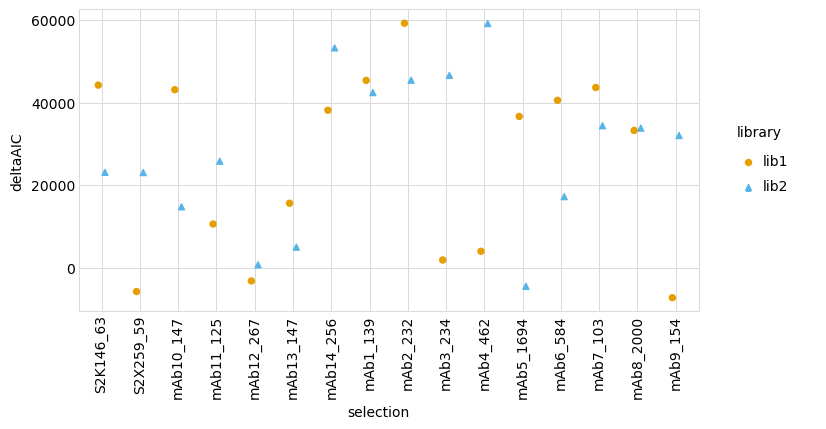 60000
40000
20000
0
deltaAIC
S2K146_63
S2X259_59
mAb10_147
mAb11_125
mAb12_267
mAb13_147
mAb14_256
mAb1_139
mAb2_232
mAb3_234
mAb4_462
mAb5_1694
mAb6_584
mAb7_103
mAb8_2000
mAb9_154
selection
library
lib1
lib2